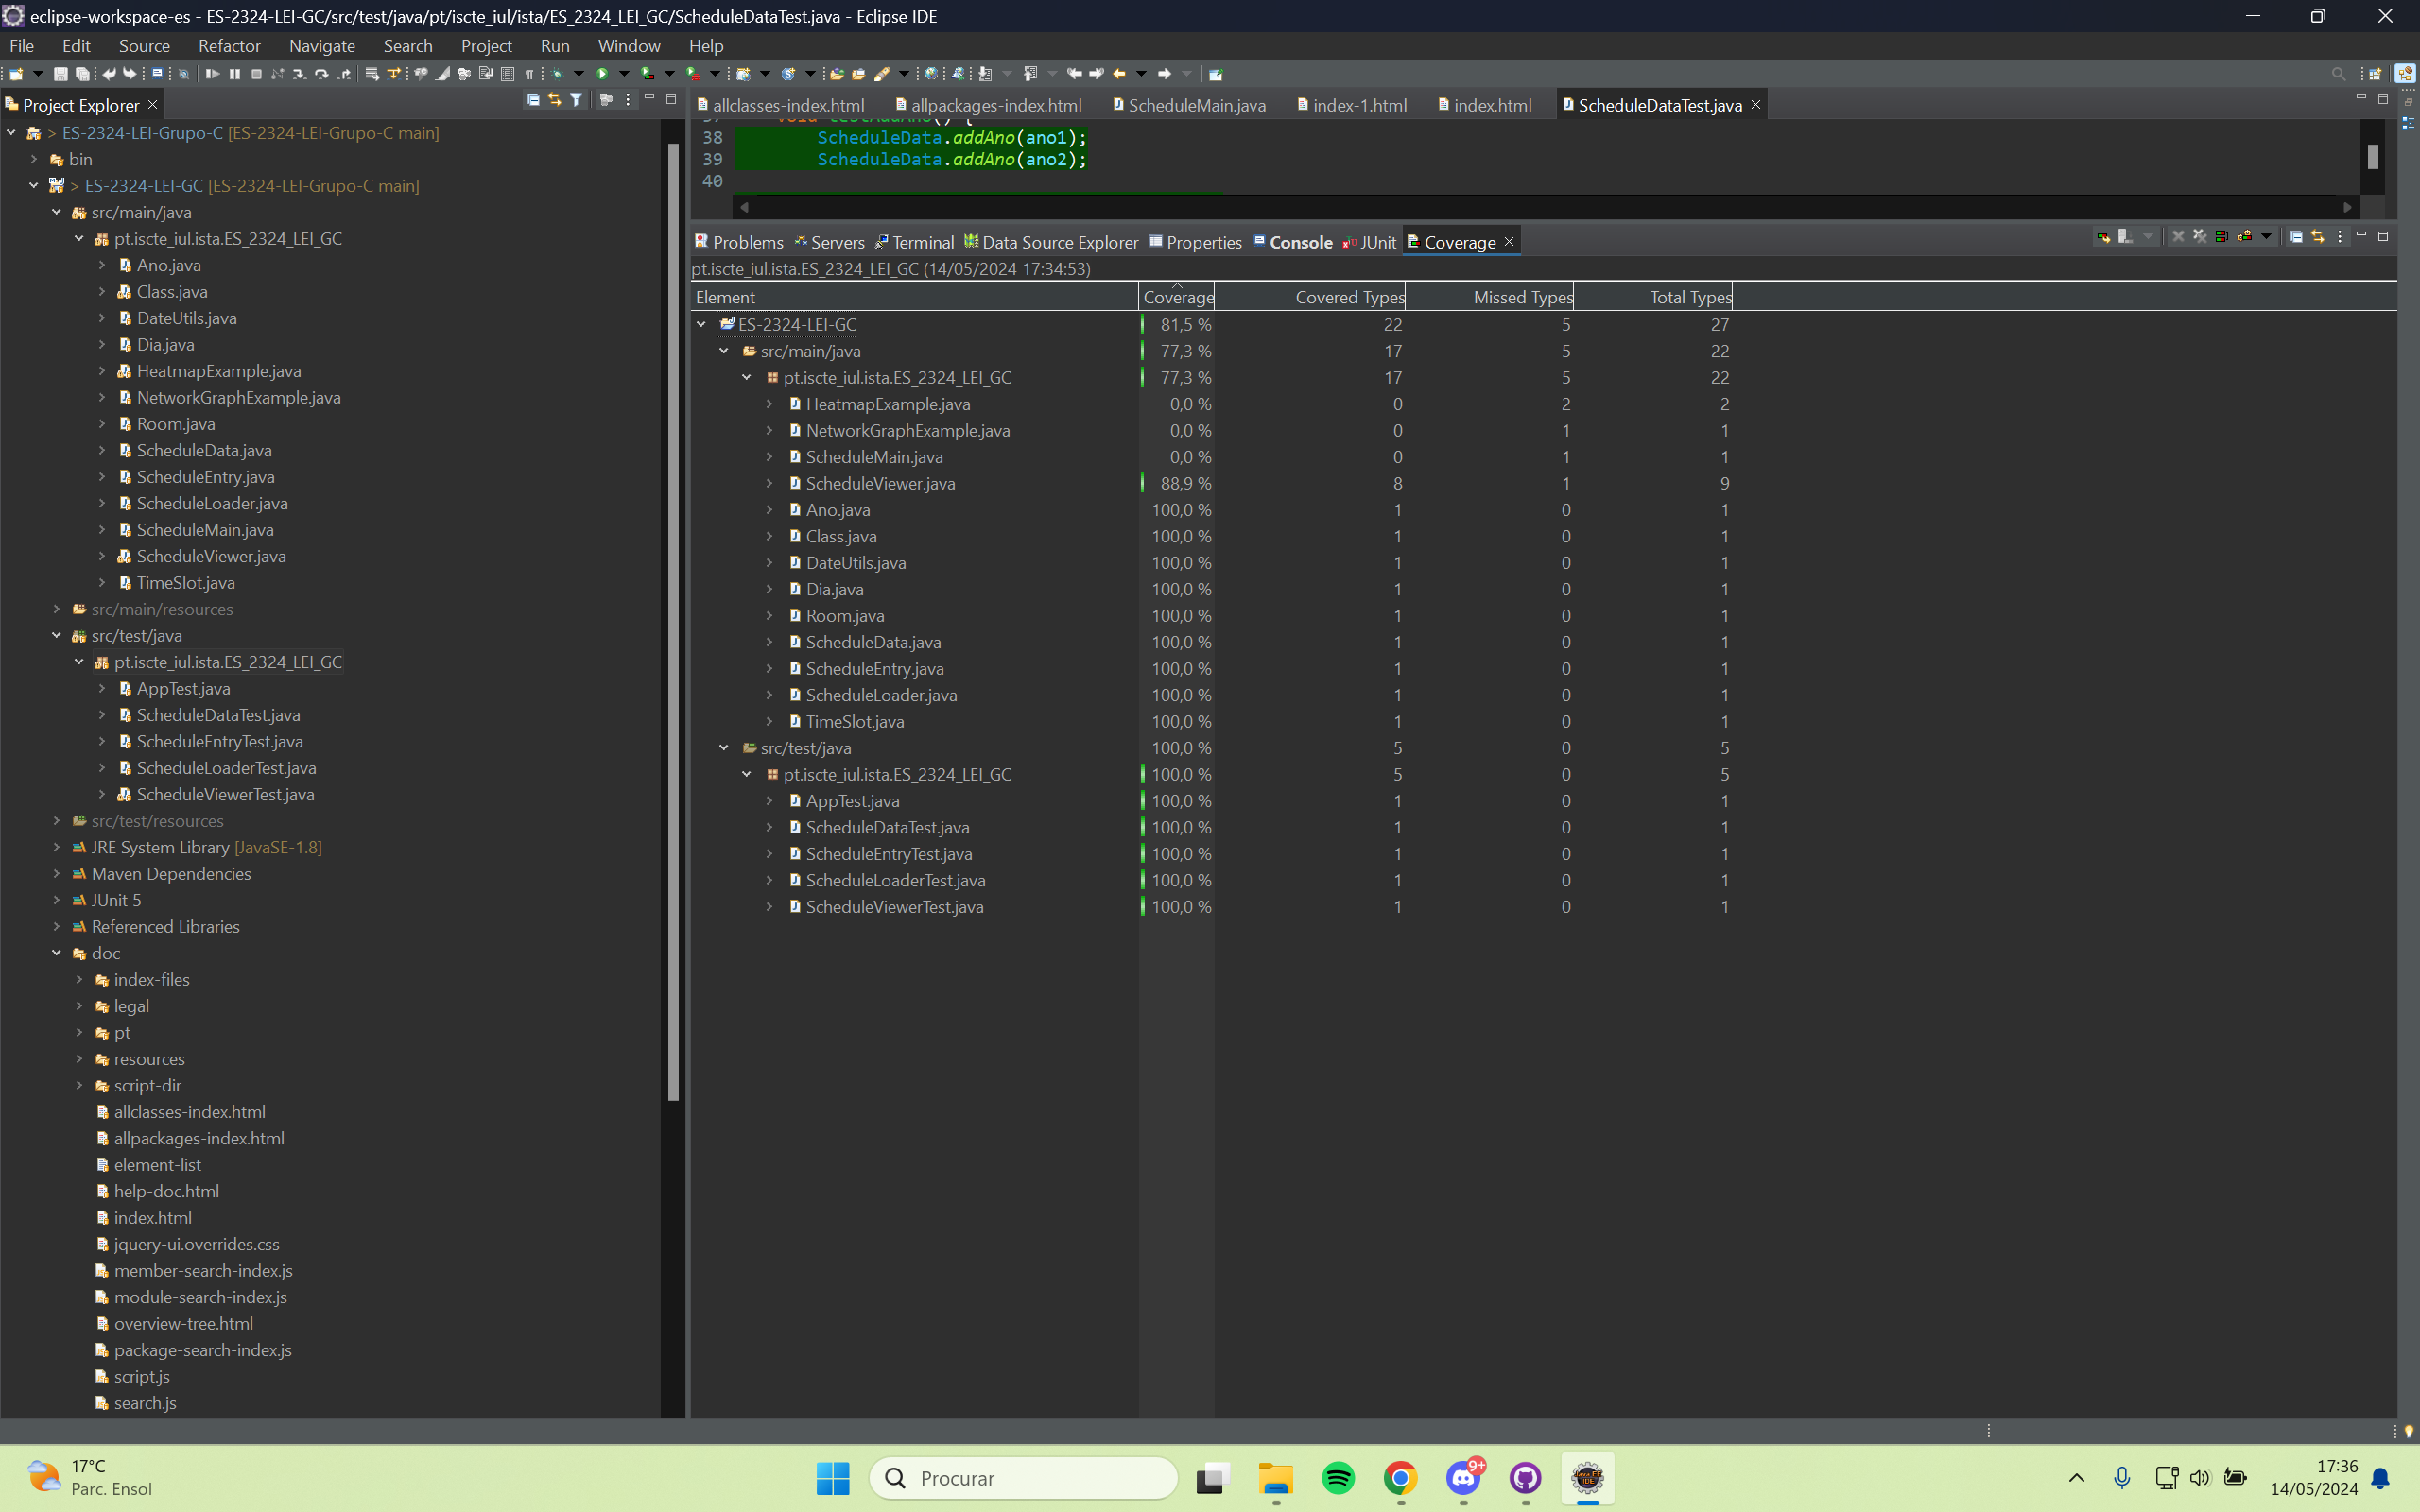 eclipse-workspace-es - ES-2324-LEI-GC/src/test/java/pt/iscte_iul/ista/ES_2324_LEI_GC/ScheduleDataTest.java - Eclipse IDE
File Edit Source Refactor Navigate Search Project Run Window Help
Project Explorer
> ES-2324-LEI-Grupo-C [ES-2324-LEI-Grupo-C main]
bin
> ES-2324-LEI-GC [ES-2324-LEI-Grupo-C main]
src/main/java
pt.iscte_iul.ista.ES_2324_LEI_GC
Ano.java
Class.java
DateUtils.java
Dia.java
HeatmapExample.java
NetworkGraphExample.java
Room.java
ScheduleData.java
ScheduleEntry.java
ScheduleLoader.java
ScheduleMain.java
ScheduleViewer.java
TimeSlot.java
src/main/resources
src/test/java
pt.iscte_iul.ista.ES_2324_LEI_GC
AppTest.java
ScheduleDataTest.java
ScheduleEntryTest.java
ScheduleLoaderTest.java
ScheduleViewerTest.java
src/test/resources
JRE System Library [JavaSE-1.8]
Maven Dependencies
JUnit 5
Referenced Libraries
doc
index-files
legal
pt
resources
script-dir
allclasses-index.html
allpackages-index.html
element-list
help-doc.html
index.html
jquery-ui.overrides.css
member-search-index.js
module-search-index.js
overview-tree.html
package-search-index.js
script.js
search.js
allclasses-index.html allpackages-index.html ScheduleMain.java index-1.html index.html ScheduleDataTest.java
37 void testAddAno() {
38 ScheduleData.addAno(ano1);
39 ScheduleData.addAno(ano2);
40
Problems Servers Terminal Data Source Explorer Properties Console JUnit Coverage
pt.iscte_iul.ista.ES_2324_LEI_GC (14/05/2024 17:34:53)
Element Coverage Covered Types Missed Types Total Types
ES-2324-LEI-GC 81,5 % 22 5 27
src/main/java 77,3 % 17 5 22
pt.iscte_iul.ista.ES_2324_LEI_GC 77,3 % 17 5 22
HeatmapExample.java 0,0 % 0 2 2
NetworkGraphExample.java 0,0 % 0 1 1
ScheduleMain.java 0,0 % 0 1 1
ScheduleViewer.java 88,9 % 8 1 9
Ano.java 100,0 % 1 0 1
Class.java 100,0 % 1 0 1
DateUtils.java 100,0 % 1 0 1
Dia.java 100,0 % 1 0 1
Room.java 100,0 % 1 0 1
ScheduleData.java 100,0 % 1 0 1
ScheduleEntry.java 100,0 % 1 0 1
ScheduleLoader.java 100,0 % 1 0 1
TimeSlot.java 100,0 % 1 0 1
src/test/java 100,0 % 5 0 5
pt.iscte_iul.ista.ES_2324_LEI_GC 100,0 % 5 0 5
AppTest.java 100,0 % 1 0 1
ScheduleDataTest.java 100,0 % 1 0 1
ScheduleEntryTest.java 100,0 % 1 0 1
ScheduleLoaderTest.java 100,0 % 1 0 1
ScheduleViewerTest.java 100,0 % 1 0 1
17°C
Parc. Ensol
Procurar
9+
Java EE
IDE
17:36
14/05/2024